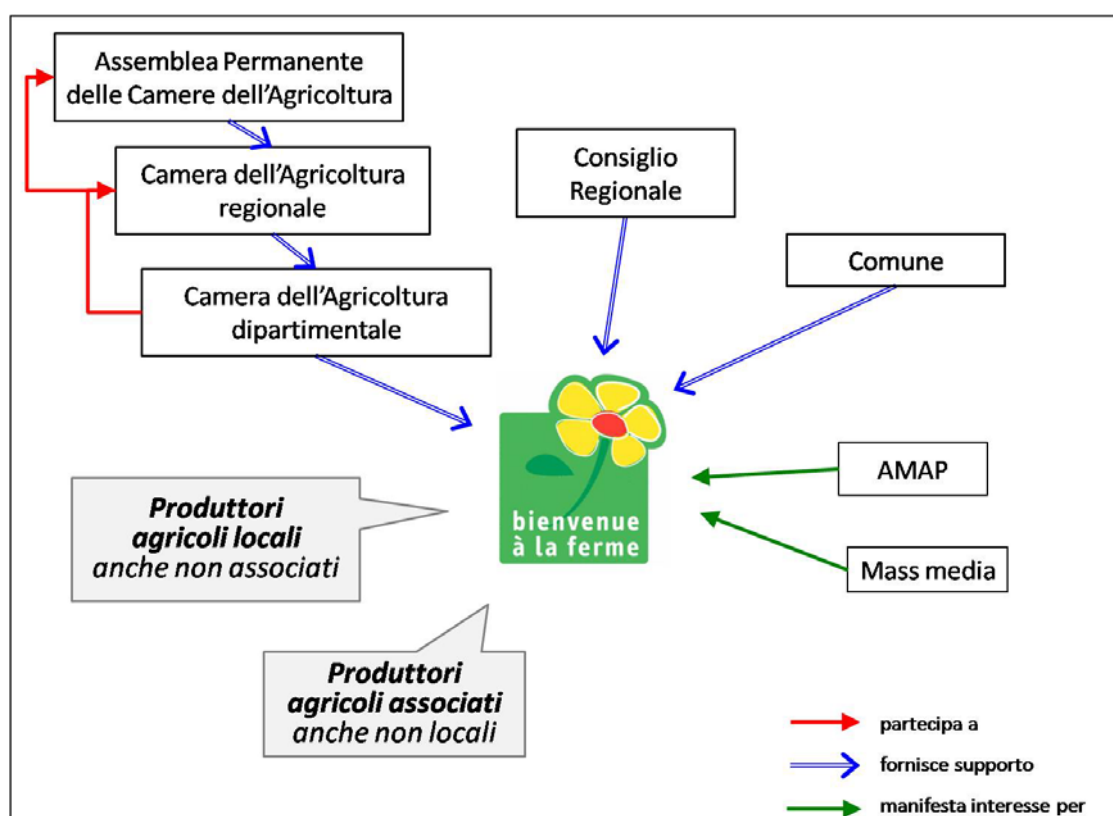 Assemblea Permanente
delle Camere dell'Agricoltura
Camera dell'Agricoltura
regionale
Camera dell'Agricoltura
dipartimentale
Consiglio
Regionale
Comune
bienvenue
à la ferme
AMAP
Mass media
Produttori
agricoli locali
anche non associati
Produttori
agricoli associati
anche non locali
partecipa a
fornisce supporto
manifesta interesse per